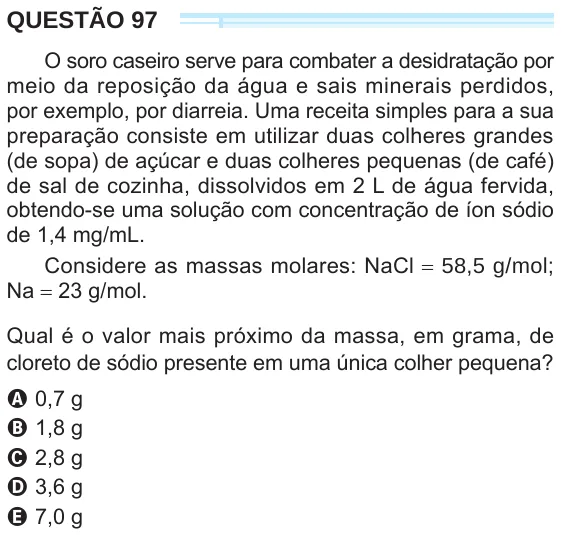 QUESTÃO 97
O soro caseiro serve para combater a desidratação por
meio da reposição da água e sais minerais perdidos,
por exemplo, por diarreia. Uma receita simples para a sua
preparação consiste em utilizar duas colheres grandes
(de sopa) de açúcar e duas colheres pequenas (de café)
de sal de cozinha, dissolvidos em 2 L de água fervida,
obtendo-se uma solução com concentração de íon sódio
de 1,4 mg/mL.
Considere as massas molares: NaCl = 58,5 g/mol;
Na = 23 g/mol.
Qual é o valor mais próximo da massa, em grama, de
cloreto de sódio presente em uma única colher pequena?
A 0,7 g
B 1,8 g
C 2,8 g
D 3,6 g
E 7,0 g